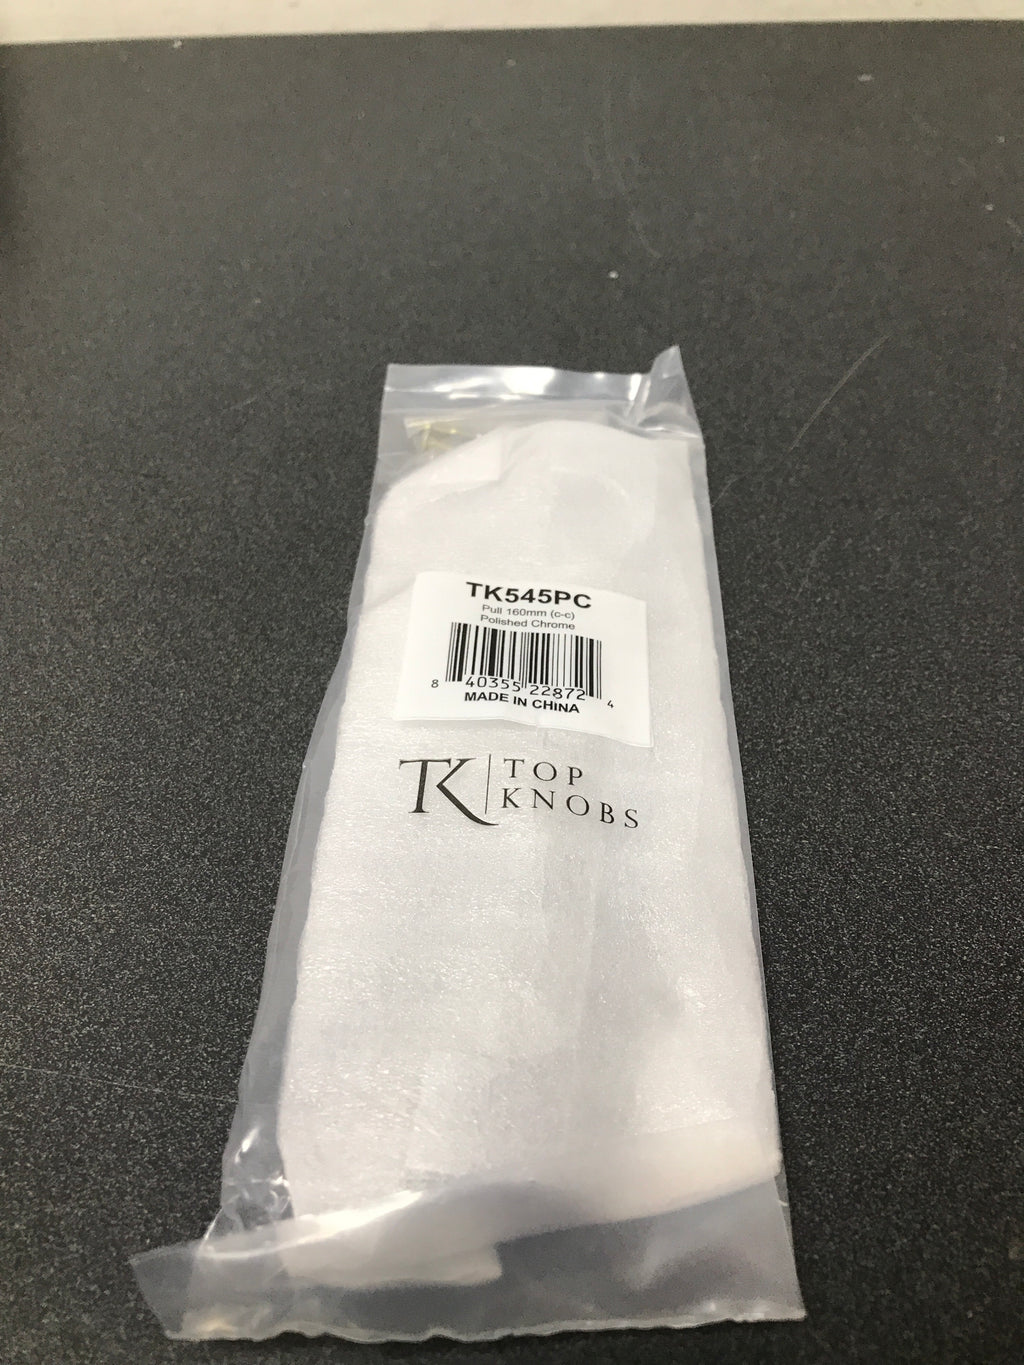 TK545PC
Pull 160mm (c-c)
Polished Chrome
8 40355 22872 4
MADE IN CHINA
TK TOP
KNOBS